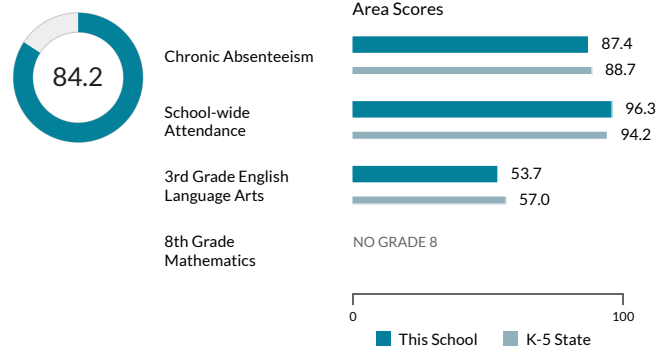 84.2
Area Scores
Chronic Absenteeism
87.4
88.7
School-wide
Attendance
96.3
94.2
3rd Grade English
Language Arts
53.7
57.0
8th Grade
Mathematics
NO GRADE 8
0
100
This School
K-5 State